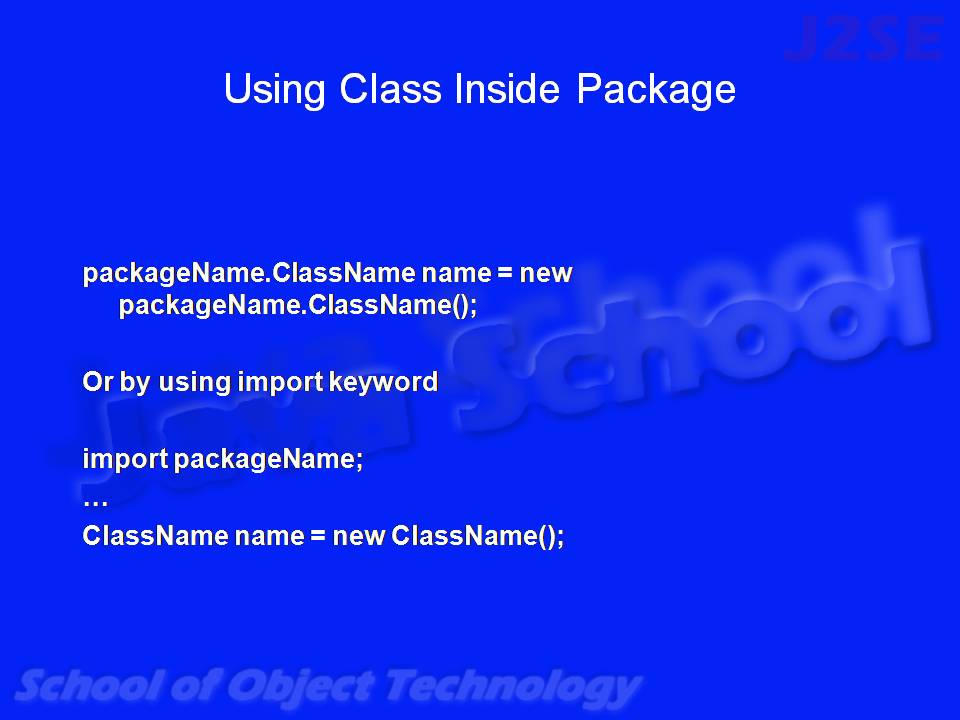 J2SE
Using Class Inside Package
packageName.ClassName name = new
packageName.ClassName();
Or by using import keyword
import packageName;
…
ClassName name = new ClassName();
Java School
School of Object Technology